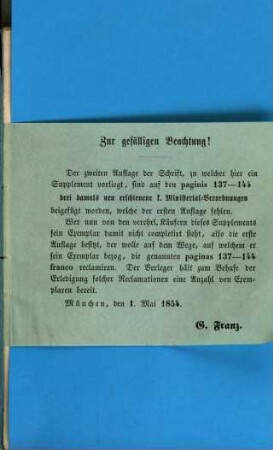 Zur gefälligen Beachtung!
Der zweiten Auflage der Schrift, zu welcher hier ein
Supplement vorliegt, sind auf den paginis 137—144
drei damals neu erschienene k. Ministerial-Verordnungen
beigefügt worden, welche der ersten Auflage fehlen.
Wer nun von den verehrl. Käufern dieses Supplements
sein Exemplar damit nicht completirt sieht, also die erste
Auflage besitzt, der wolle auf dem Wege, auf welchem er
sein Exemplar bezog, die genannten paginas 137—144
franco reclamiren. Der Verleger hält zum Behufe der
Erledigung solcher Reclamationen eine Anzahl von Exem-
plaren bereit.
München, den 1. Mai 1854.
G. Franz.